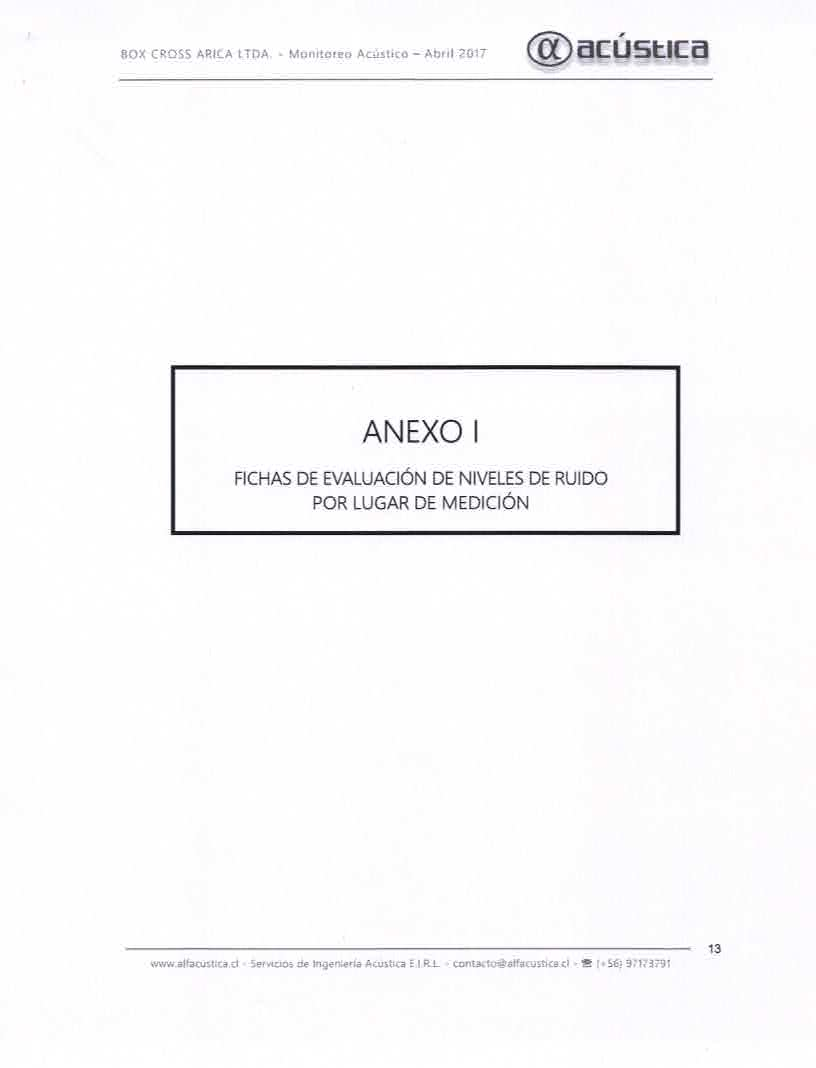 BOX CROSS ARICA LTDA. - Monitoreo Acústico – Abril 2017
α acústica
ANEXO I
FICHAS DE EVALUACIÓN DE NIVELES DE RUIDO
POR LUGAR DE MEDICIÓN
13
www.alfacustica.cl - Servicios de Ingeniería Acústica E.I.R.L. - contacto@alfacustica.cl - ☎ (+56) 97173791